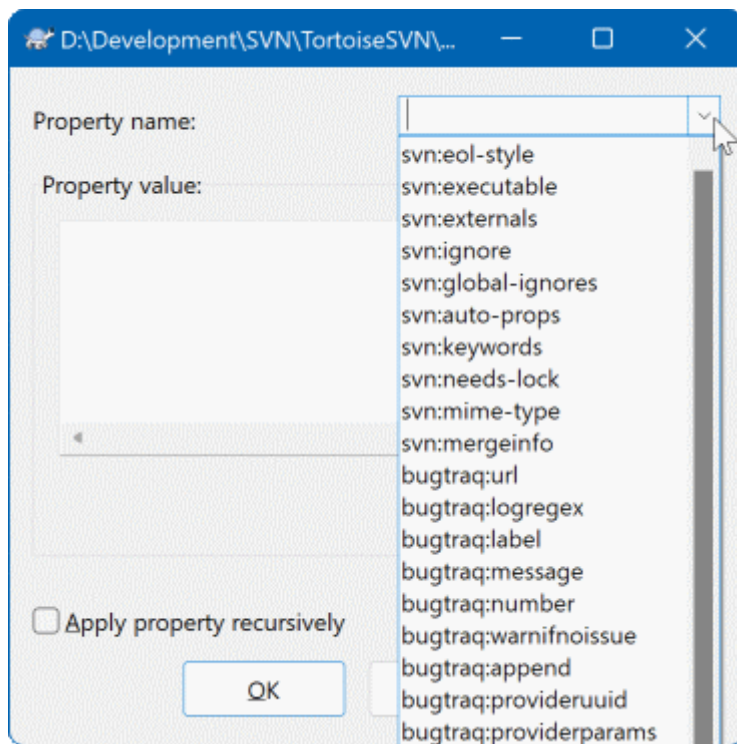 D:\Development\SVN\TortoiseSVN\...
Property name:
Property value:
svn:eol-style
svn:executable
svn:externals
svn:ignore
svn:global-ignores
svn:auto-props
svn:keywords
svn:needs-lock
svn:mime-type
svn:mergeinfo
bugtraq:url
bugtraq:logregex
bugtraq:label
bugtraq:message
bugtraq:number
bugtraq:warnifnoissue
bugtraq:append
bugtraq:provideruuid
bugtraq:providerparams
Apply property recursively
OK